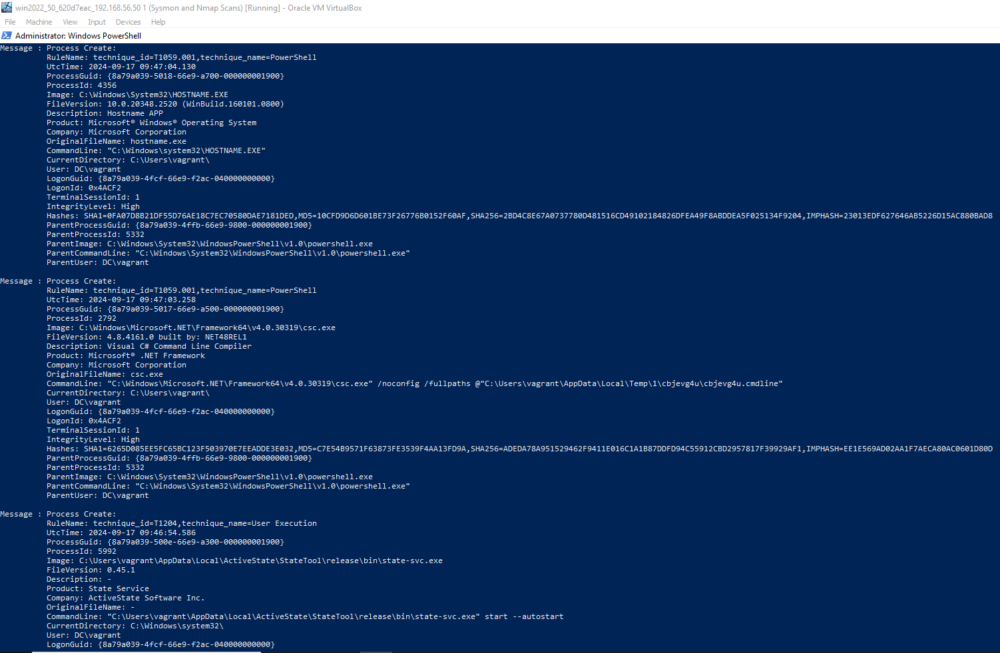 win2022_50_620d7eac_192.168.56.50 1 (Sysmon and Nmap Scans) [Running] - Oracle VM VirtualBox
File Machine View Input Devices Help
Administrator: Windows PowerShell
Message : Process Create:
RuleName: technique_id=T1059.001,technique_name=PowerShell
UtcTime: 2024-09-17 09:47:04.130
ProcessGuid: {8a79a039-5018-66e9-a700-000000001900}
ProcessId: 4356
Image: C:\Windows\System32\HOSTNAME.EXE
FileVersion: 10.0.20348.2520 (WinBuild.160101.0800)
Description: Hostname APP
Product: Microsoft® Windows® Operating System
Company: Microsoft Corporation
OriginalFileName: hostname.exe
CommandLine: "C:\Windows\system32\HOSTNAME.EXE"
CurrentDirectory: C:\Users\vagrant\
User: DC\vagrant
LogonGuid: {8a79a039-4fcf-66e9-f2ac-040000000000}
LogonId: 0x4ACF2
TerminalSessionId: 1
IntegrityLevel: High
Hashes: SHA1=0FA07D8B21DF55D76AE18C7EC70580DAE7181DED,MD5=10CFD9D6D601BE73F26776B0152F60AF,SHA256=2BD4C8E67A0737780D481516CD49102184826DFEA49F8ABDDEA5F025134F9204,IMPHASH=23013EDF627646AB5226D15AC880BAD8
ParentProcessGuid: {8a79a039-4ffb-66e9-9800-000000001900}
ParentProcessId: 5332
ParentImage: C:\Windows\System32\WindowsPowerShell\v1.0\powershell.exe
ParentCommandLine: "C:\Windows\System32\WindowsPowerShell\v1.0\powershell.exe"
ParentUser: DC\vagrant
Message : Process Create:
RuleName: technique_id=T1059.001,technique_name=PowerShell
UtcTime: 2024-09-17 09:47:03.258
ProcessGuid: {8a79a039-5017-66e9-a500-000000001900}
ProcessId: 2792
Image: C:\Windows\Microsoft.NET\Framework64\v4.0.30319\csc.exe
FileVersion: 4.8.4161.0 built by: NET48REL1
Description: Visual C# Command Line Compiler
Product: Microsoft® .NET Framework
Company: Microsoft Corporation
OriginalFileName: csc.exe
CommandLine: "C:\Windows\Microsoft.NET\Framework64\v4.0.30319\csc.exe" /noconfig /fullpaths @"C:\Users\vagrant\AppData\Local\Temp\1\cbjevg4u\cbjevg4u.cmdline"
CurrentDirectory: C:\Users\vagrant\
User: DC\vagrant
LogonGuid: {8a79a039-4fcf-66e9-f2ac-040000000000}
LogonId: 0x4ACF2
TerminalSessionId: 1
IntegrityLevel: High
Hashes: SHA1=6265D085EE5FC65BC123F503970E7EEADDE3E032,MD5=C7E54B9571F63873FE3539F4AA13FD9A,SHA256=ADEDA78A951529462F9411E016C1A1B87DDFD94C55912CBD2957817F39929AF1,IMPHASH=EE1E569AD02AA1F7AECA80AC0601D80D
ParentProcessGuid: {8a79a039-4ffb-66e9-9800-000000001900}
ParentProcessId: 5332
ParentImage: C:\Windows\System32\WindowsPowerShell\v1.0\powershell.exe
ParentCommandLine: "C:\Windows\System32\WindowsPowerShell\v1.0\powershell.exe"
ParentUser: DC\vagrant
Message : Process Create:
RuleName: technique_id=T1204,technique_name=User Execution
UtcTime: 2024-09-17 09:46:54.586
ProcessGuid: {8a79a039-500e-66e9-a300-000000001900}
ProcessId: 5992
Image: C:\Users\vagrant\AppData\Local\ActiveState\StateTool\release\bin\state-svc.exe
FileVersion: 0.45.1
Description: -
Product: State Service
Company: ActiveState Software Inc.
OriginalFileName: -
CommandLine: "C:\Users\vagrant\AppData\Local\ActiveState\StateTool\release\bin\state-svc.exe" start --autostart
CurrentDirectory: C:\Windows\system32\
User: DC\vagrant
LogonGuid: {8a79a039-4fcf-66e9-f2ac-040000000000}